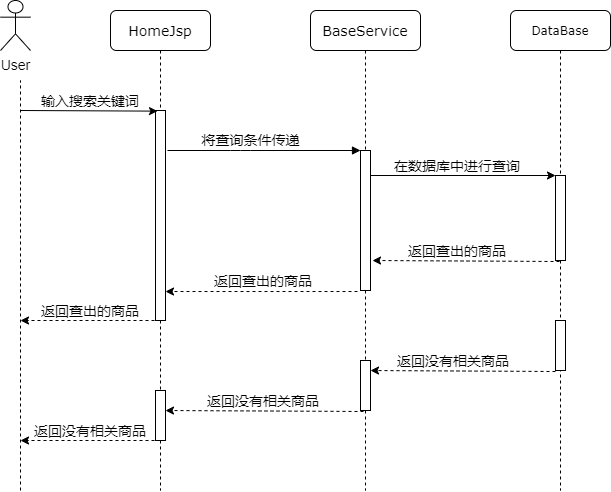 User
HomeJsp
BaseService
DataBase
输入搜索关键词
将查询条件传递
在数据库中进行查询
返回查出的商品
返回查出的商品
返回查出的商品
返回没有相关商品
返回没有相关商品
返回没有相关商品